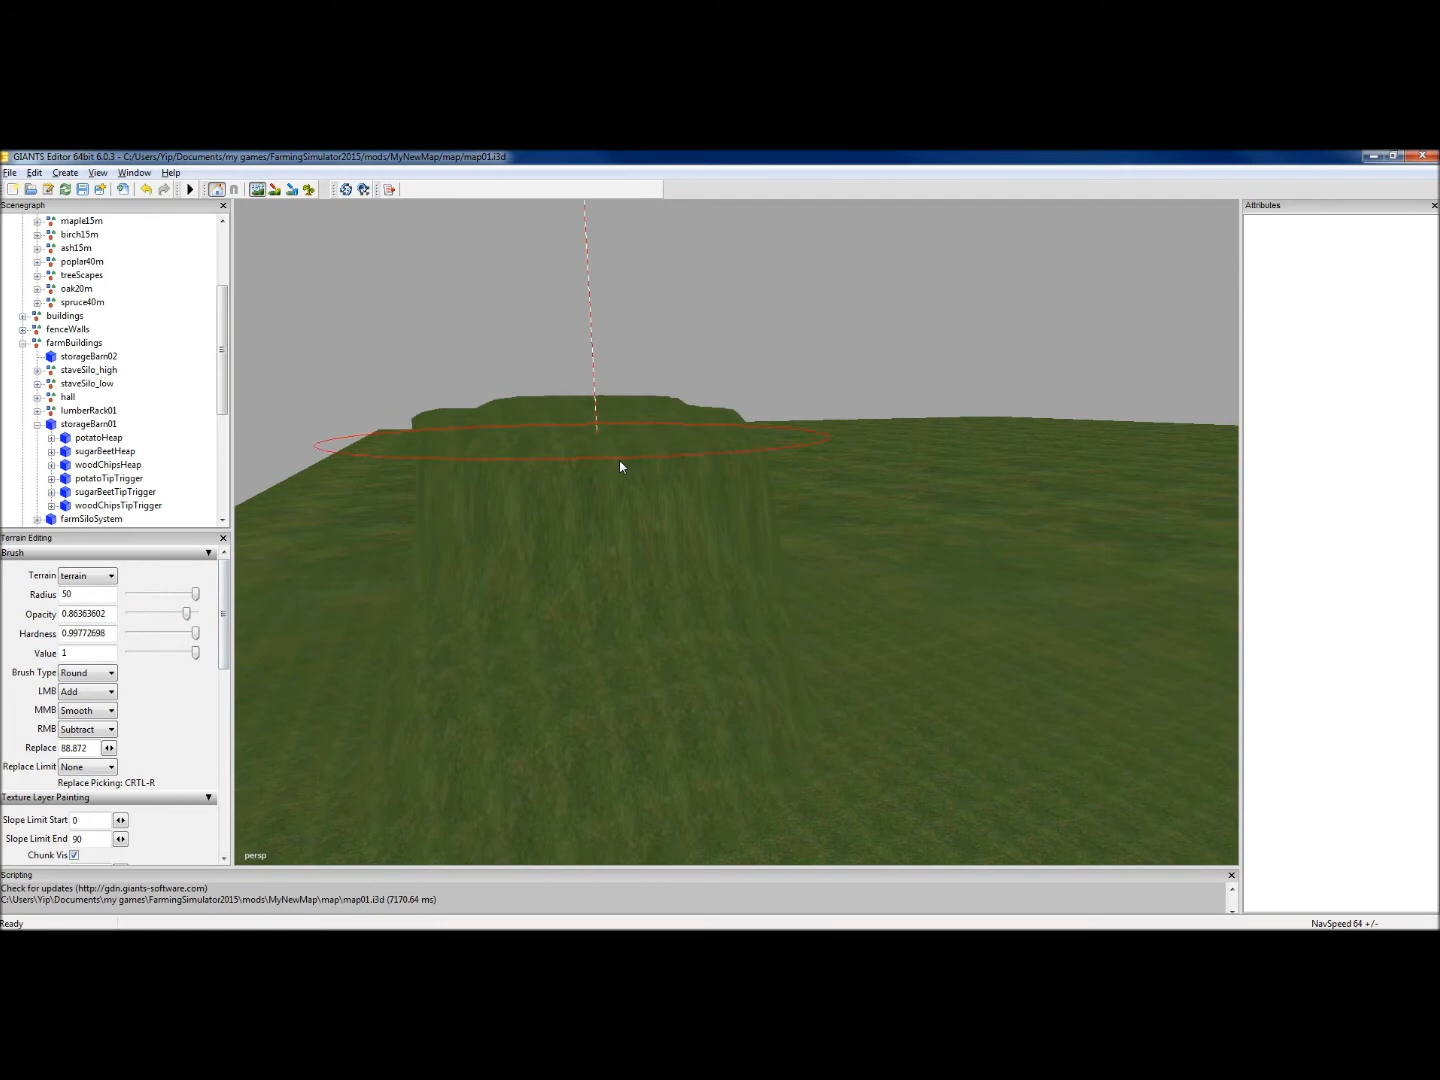 GIANTS Editor 64bit 6.0.3 - C:/Users/Yip/Documents/my games/FarmingSimulator2015/mods/MyNewMap/map/map01.i3d
File Edit Create View Window Help
Scenegraph
maple15m
birch15m
ash15m
poplar40m
treeScapes
oak20m
spruce40m
buildings
fenceWalls
farmBuildings
storageBarn02
staveSilo_high
staveSilo_low
hall
lumberRack01
storageBarn01
potatoHeap
sugarBeetHeap
woodChipsHeap
potatoTipTrigger
sugarBeetTipTrigger
woodChipsTipTrigger
farmSiloSystem
Terrain Editing
Brush
Terrain terrain
Radius 50
Opacity 0.86363602
Hardness 0.99772698
Value 1
Brush Type Round
LMB Add
MMB Smooth
RMB Subtract
Replace 88.872
Replace Limit None
Replace Picking: CRTL-R
Texture Layer Painting
Slope Limit Start 0
Slope Limit End 90
Chunk Vis
persp
Attributes
Scripting
Check for updates (http://gdn.giants-software.com)
C:\Users\Yip\Documents\my games\FarmingSimulator2015\mods\MyNewMap\map\map01.i3d (7170.64 ms)
Ready
NavSpeed 64 +/-